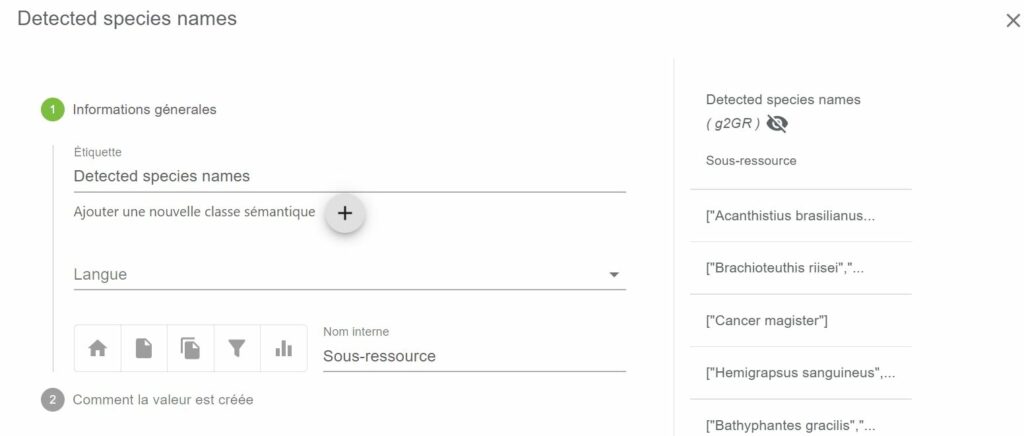 Detected species names
1 Informations génerales
Étiquette
Detected species names
Ajouter une nouvelle classe sémantique
Langue
Nom interne
Sous-ressource
2 Comment la valeur est créée
Detected species names
( g2GR )
Sous-ressource
["Acanthistius brasilianus...
["Brachioteuthis riisei","...
["Cancer magister"]
["Hemigrapsus sanguineus",...
["Bathyphantes gracilis","...